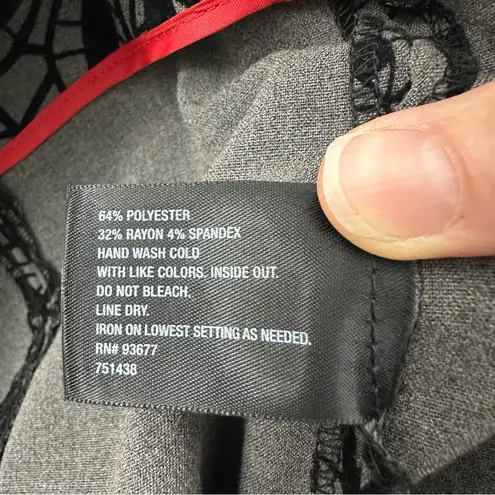 64% POLYESTER
32% RAYON 4% SPANDEX
HAND WASH COLD
WITH LIKE COLORS. INSIDE OUT.
DO NOT BLEACH.
LINE DRY.
IRON ON LOWEST SETTING AS NEEDED.
RN# 93677
751438